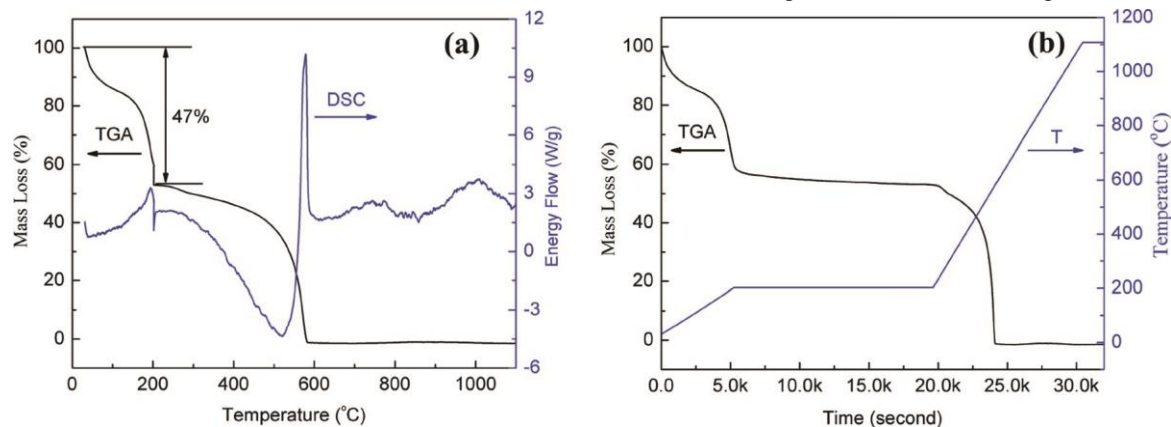 (a)
100
80
60
40
20
0
Mass Loss (%)
TGA
47%
DSC
12
9
6
3
0
-3
-6
Energy Flow (W/g)
0 200 400 600 800 1000
Temperature (°C)
(b)
100
80
60
40
20
0
Mass Loss (%)
TGA
T
1200
1000
800
600
400
200
0
Temperature (°C)
0.0 5.0k 10.0k 15.0k 20.0k 25.0k 30.0k
Time (second)